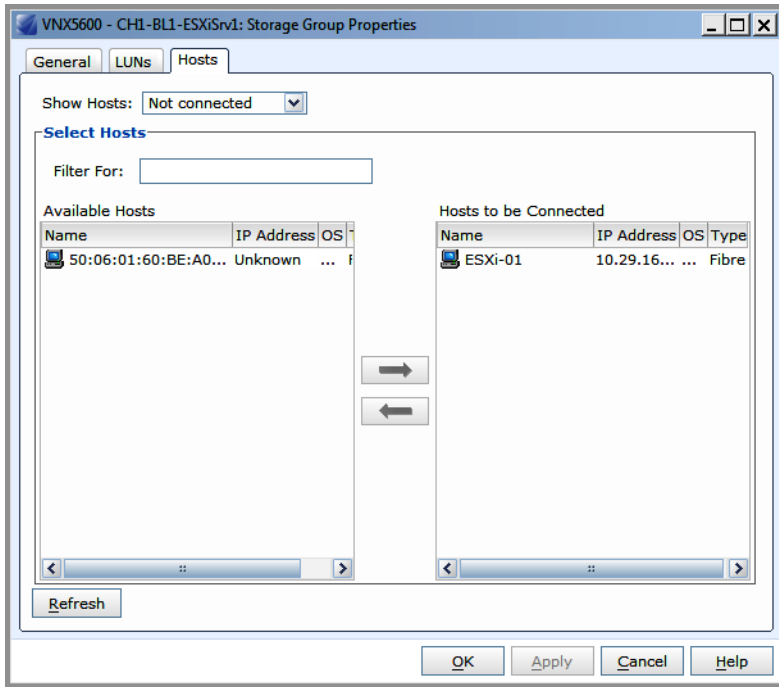 VNX5600 - CH1-BL1-ESXiSrv1: Storage Group Properties
General LUNs Hosts
Show Hosts: Not connected
Select Hosts
Filter For:
Available Hosts
Name IP Address OS
50:06:01:60:BE:A0... Unknown ...
Hosts to be Connected
Name IP Address OS Type
ESXi-01 10.29.16... ... Fibre
Refresh
OK Apply Cancel Help